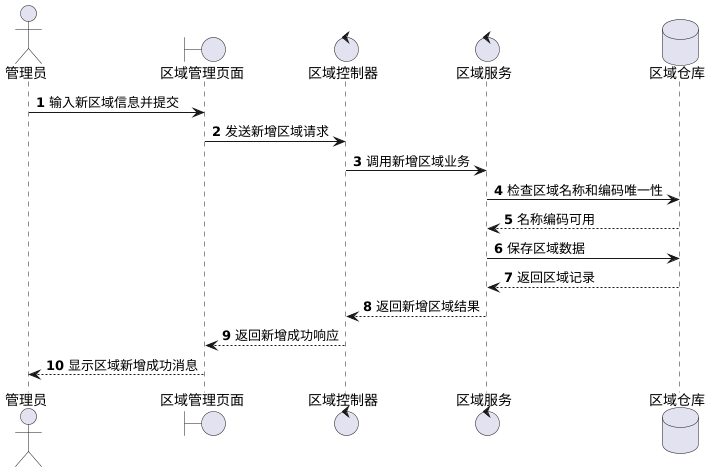 管理员 区域管理页面 区域控制器 区域服务 区域仓库
1 输入新区域信息并提交
2 发送新增区域请求
3 调用新增区域业务
4 检查区域名称和编码唯一性
5 名称编码可用
6 保存区域数据
7 返回区域记录
8 返回新增区域结果
9 返回新增成功响应
10 显示区域新增成功消息
管理员 区域管理页面 区域控制器 区域服务 区域仓库